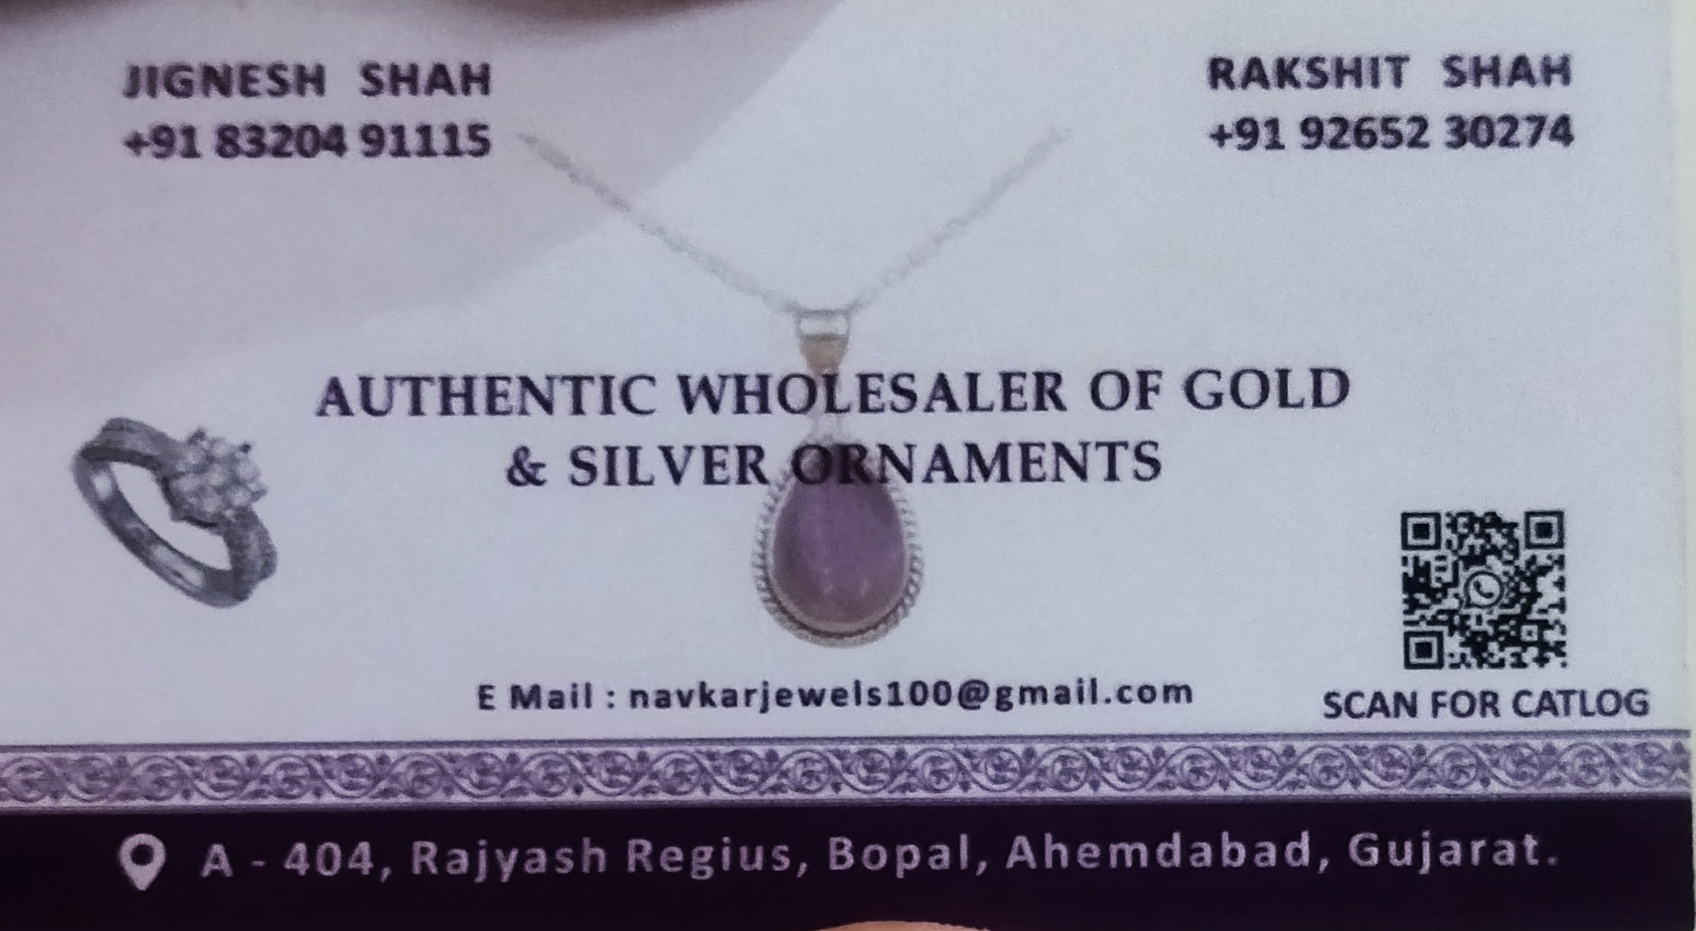 JIGNESH SHAH
+91 83204 91115
RAKSHIT SHAH
+91 92652 30274
AUTHENTIC WHOLESALER OF GOLD
& SILVER ORNAMENTS
E Mail : navkarjewels100@gmail.com
SCAN FOR CATLOG
A - 404, Rajyash Regius, Bopal, Ahemdabad, Gujarat.